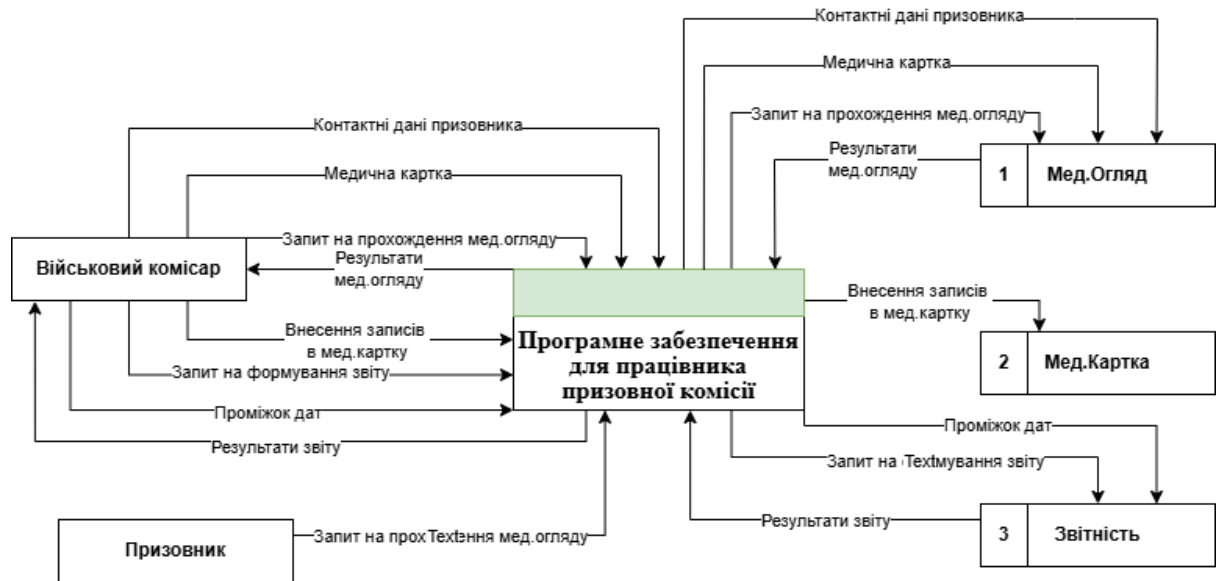 Контактні дані призовника
Медична картка
Запит на прохождення мед.огляду
Результати
мед.огляду
1
Мед.Огляд
Контактні дані призовника
Медична картка
Запит на прохождення мед.огляду
Результати
мед.огляду
Військовий комісар
Внесення записів
в мед.картку
Запит на формування звіту
Проміжок дат
Результати звіту
Програмне забезпечення
для працівника
призовної комісії
Внесення записів
в мед.картку
2
Мед.Картка
Проміжок дат
Запит на Textмування звіту
Результати звіту
3
Звітність
Призовник
Запит на прох Textення мед.огляду